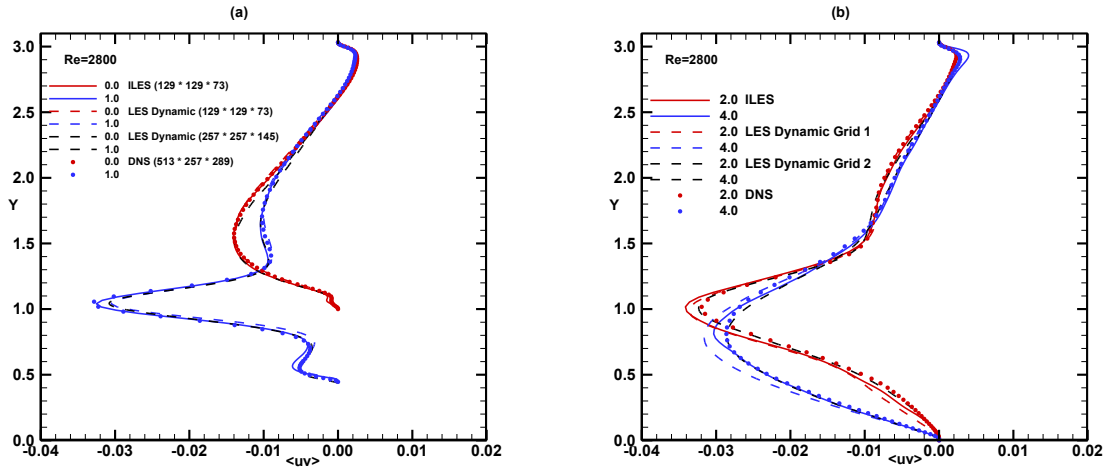 (a)
3.0
2.5
2.0
Y
1.5
1.0
0.5
0.0
-0.04 -0.03 -0.02 -0.01 0.00 0.01 0.02
<uv>
Re=2800
0.0 ILES (129 * 129 * 73)
1.0
0.0 LES Dynamic (129 * 129 * 73)
1.0
0.0 LES Dynamic (257 * 257 * 145)
1.0
0.0 DNS (513 * 257 * 289)
1.0
(b)
3.0
2.5
2.0
Y
1.5
1.0
0.5
0.0
-0.04 -0.03 -0.02 -0.01 0.00 0.01 0.02
<uv>
Re=2800
2.0 ILES
4.0
2.0 LES Dynamic Grid 1
4.0
2.0 LES Dynamic Grid 2
4.0
2.0 DNS
4.0